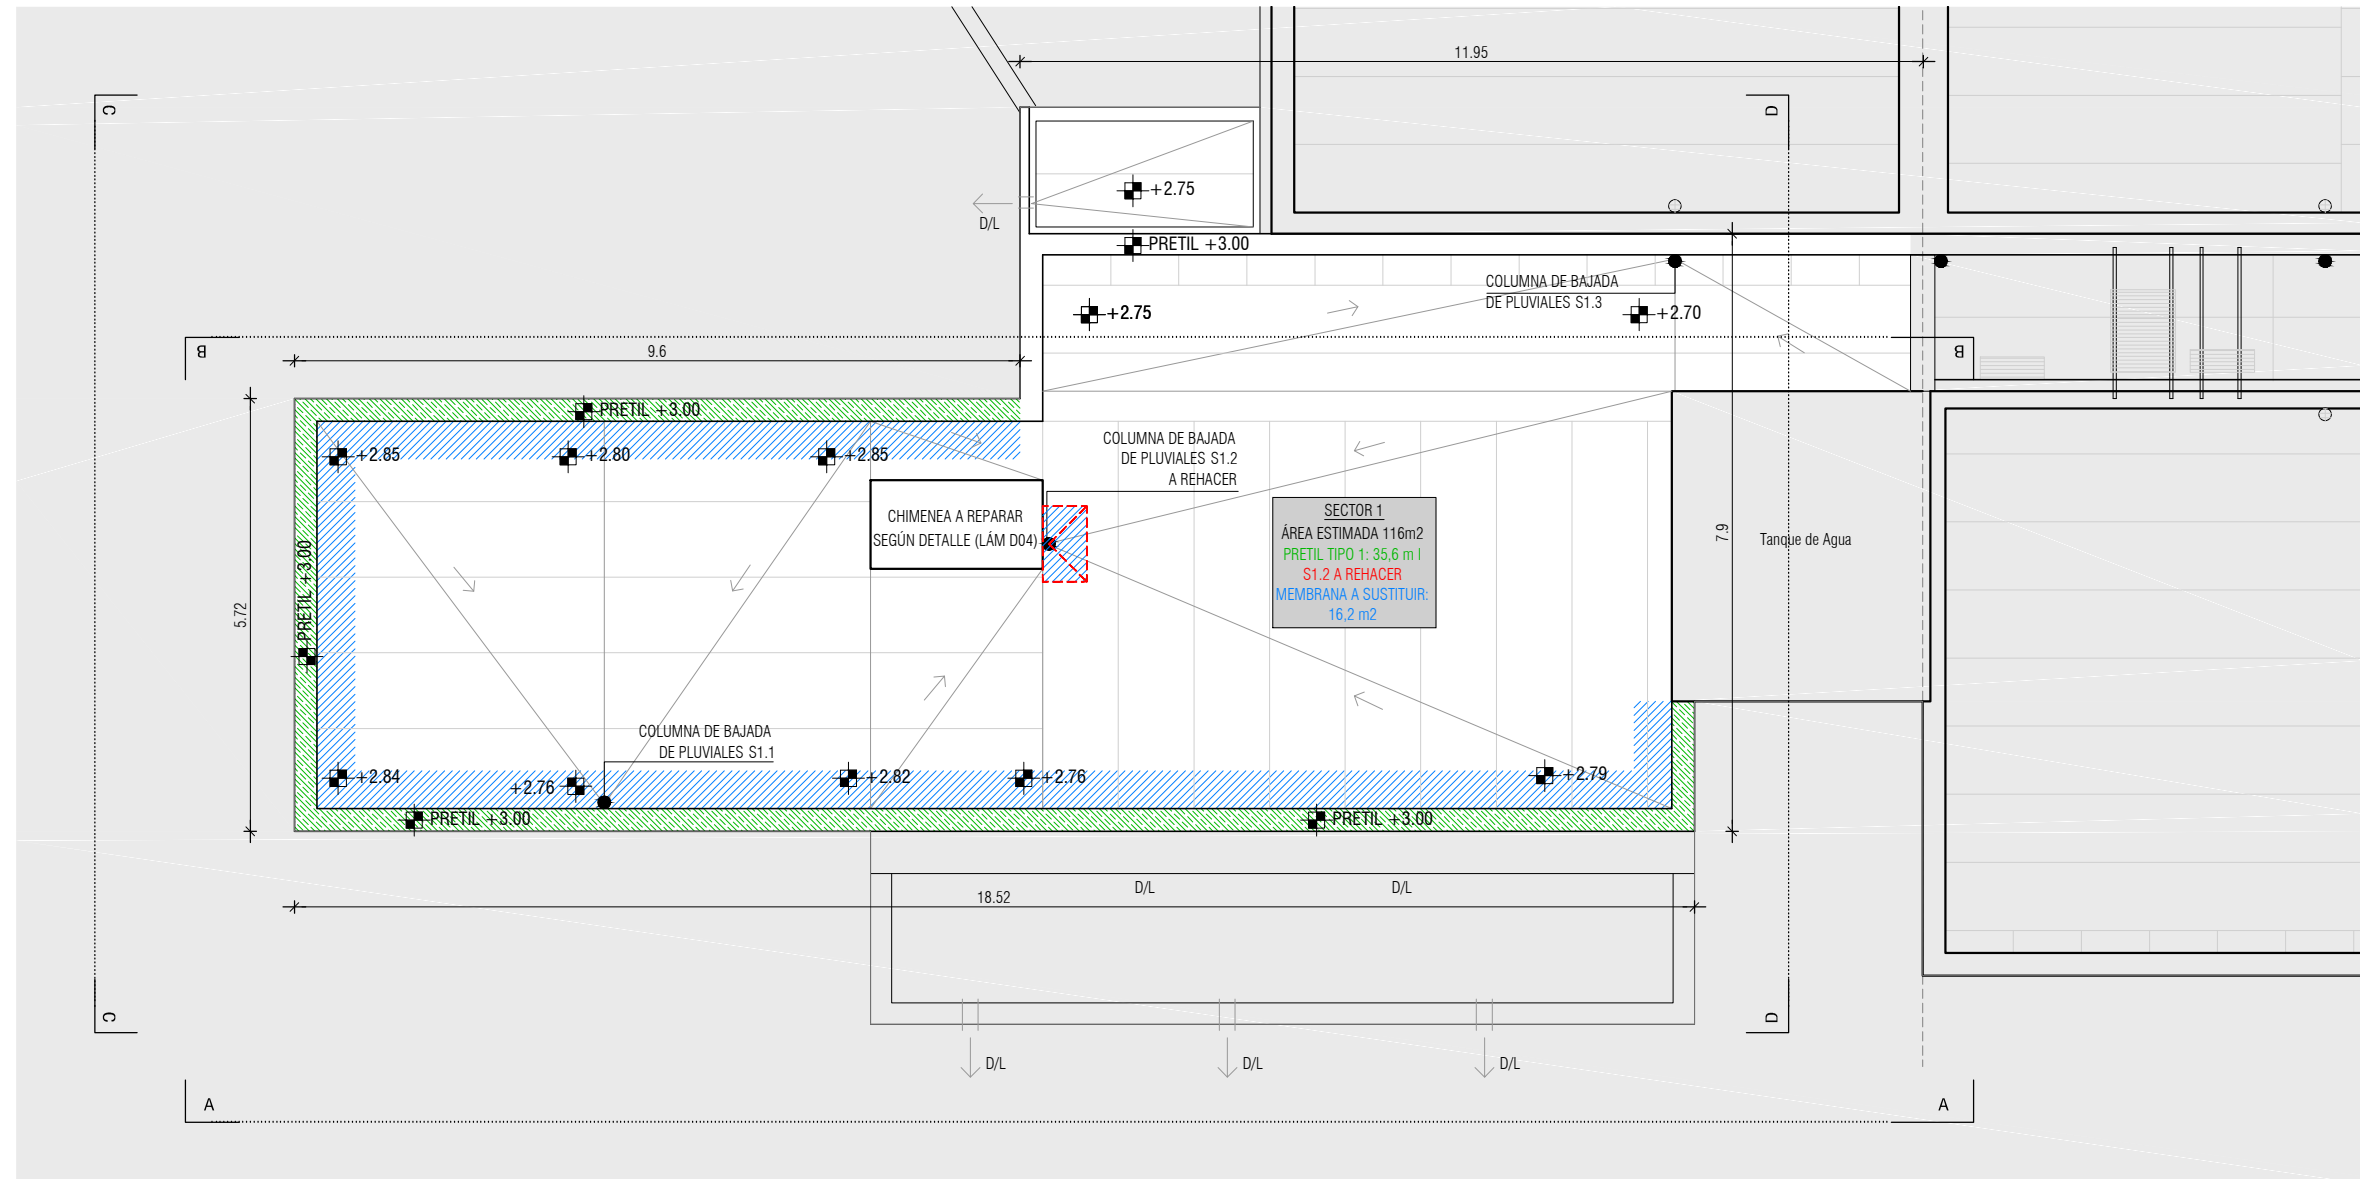 11.95
C
D
+2.75
D/L
PRETIL +3.00
COLUMNA DE BAJADA
DE PLUVIALES S1.3
+2.75
+2.70
B
9.6
B
PRETIL +3.00
+2.85
+2.80
+2.85
COLUMNA DE BAJADA
DE PLUVIALES S1.2
A REHACER
CHIMENEA A REPARAR
SEGÚN DETALLE (LÁM D04)
SECTOR 1
ÁREA ESTIMADA 116m2
PRETIL TIPO 1: 35,6 m l
S1.2 A REHACER
MEMBRANA A SUSTITUIR:
16,2 m2
7.9
Tanque de Agua
PRETIL +3.00
5.72
COLUMNA DE BAJADA
DE PLUVIALES S1.1
+2.84
+2.76
+2.82
+2.76
+2.79
PRETIL +3.00
PRETIL +3.00
D/L
D/L
18.52
C
D
D/L
D/L
D/L
A
A